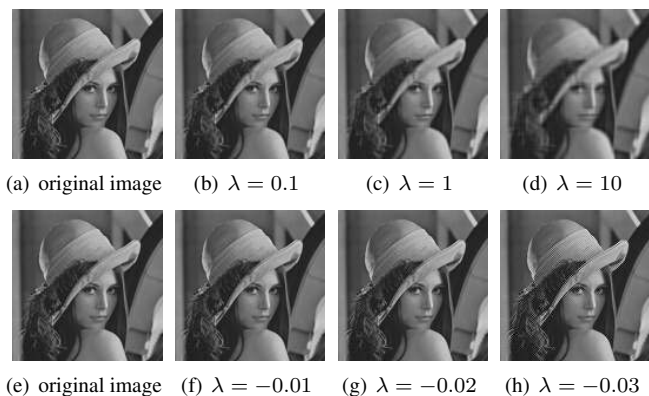 (a) original image (b) λ = 0.1 (c) λ = 1 (d) λ = 10
(e) original image (f) λ = −0.01 (g) λ = −0.02 (h) λ = −0.03